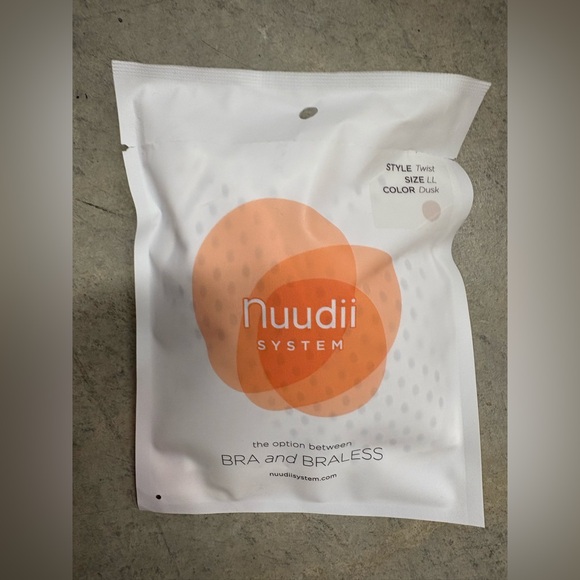 STYLE Twist
SIZE LL
COLOR Dusk
nuudii
SYSTEM
the option between
BRA and BRALESS
nuudiisystem.com